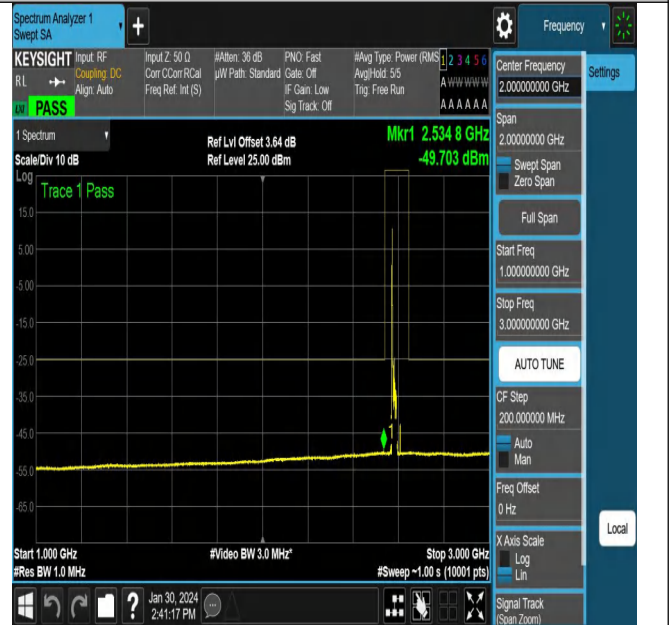 Spectrum Analyzer 1
Swept SA
+
Frequency
KEYSIGHT
RL
LXI PASS
Input: RF
Coupling: DC
Align: Auto
Input Z: 50 Ω
Corr CCorr RCal
Freq Ref: Int (S)
#Atten: 36 dB
µW Path: Standard
PNO: Fast
Gate: Off
IF Gain: Low
Sig Track: Off
#Avg Type: Power (RMS
Avg|Hold: 5/5
Trig: Free Run
1 2 3 4 5 6
A W W W W W
A A A A A A
1 Spectrum
Scale/Div 10 dB
Ref Lvl Offset 3.64 dB
Ref Level 25.00 dBm
Mkr1 2.534 8 GHz
-49.703 dBm
Log
Trace 1 Pass
15.0
5.00
-5.00
-15.0
-25.0
-35.0
-45.0
-55.0
-65.0
1
Start 1.000 GHz
#Res BW 1.0 MHz
#Video BW 3.0 MHz*
Stop 3.000 GHz
#Sweep ~1.00 s (10001 pts)
Center Frequency
2.000000000 GHz
Settings
Span
2.00000000 GHz
Swept Span
Zero Span
Full Span
Start Freq
1.000000000 GHz
Stop Freq
3.000000000 GHz
AUTO TUNE
CF Step
200.000000 MHz
Auto
Man
Freq Offset
0 Hz
Local
X Axis Scale
Log
Lin
Signal Track
(Span Zoom)
?
Jan 30, 2024
2:41:17 PM